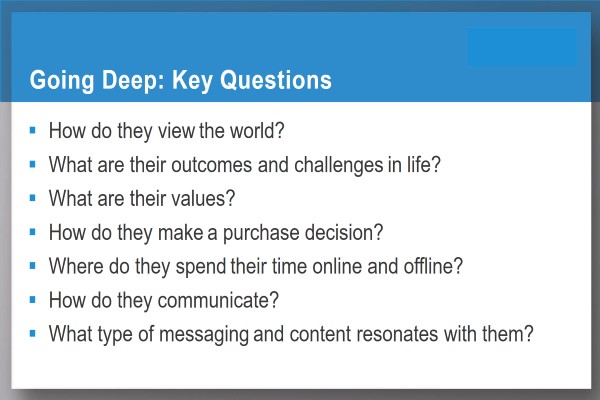 Going Deep: Key Questions
How do they view the world?
What are their outcomes and challenges in life?
What are their values?
How do they make a purchase decision?
Where do they spend their time online and offline?
How do they communicate?
What type of messaging and content resonates with them?